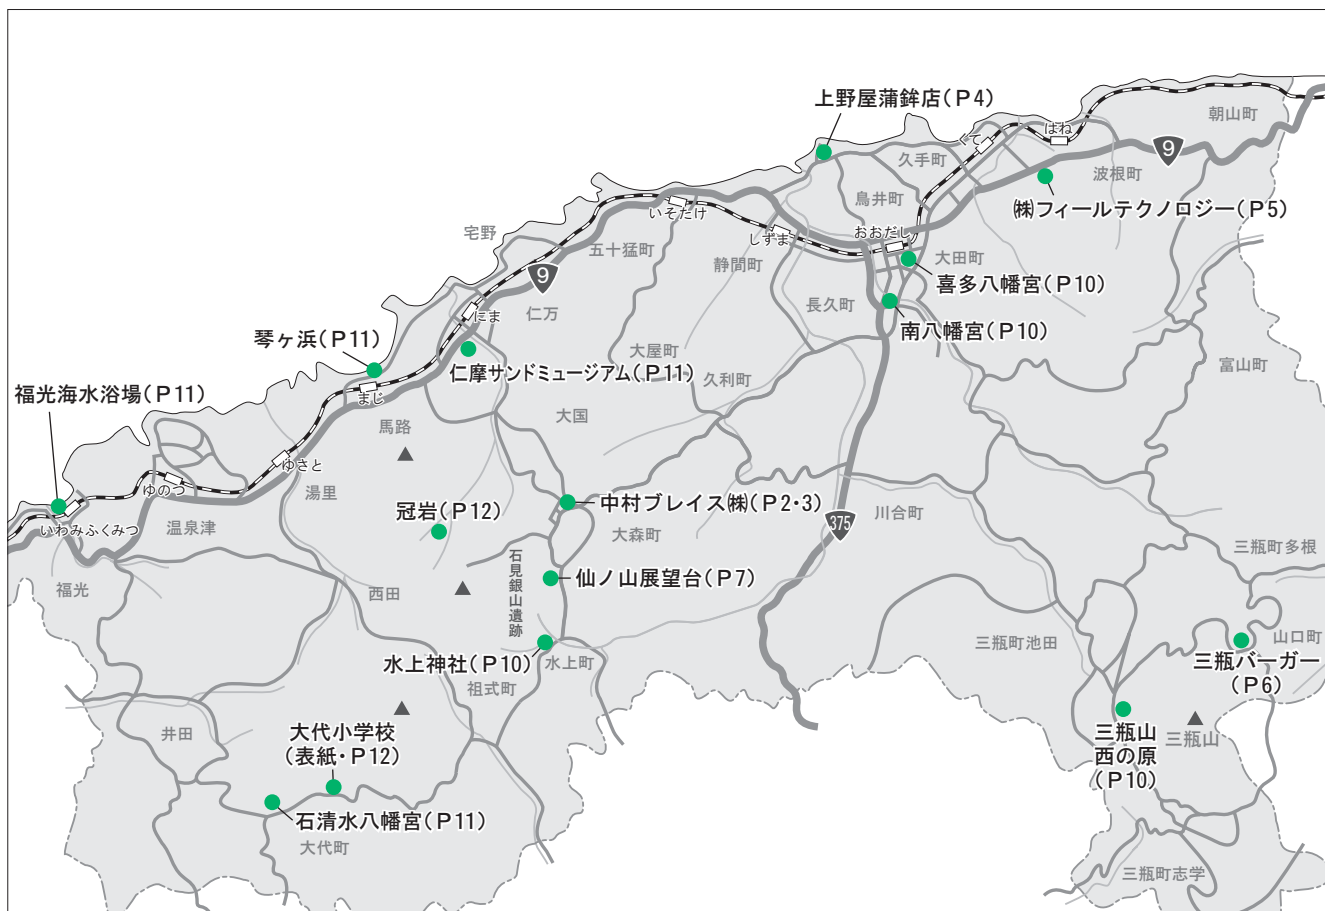 上野屋蒲鉾店(P4)
朝山町
はね
くて
久手町
9
波根町
鳥井町
㈱フィールテクノロジー(P5)
いそたけ
宅野
しずま
おおだし
五十猛町
静間町
大田町
9
喜多八幡宮(P10)
長久町
仁万
にま
南八幡宮(P10)
琴ヶ浜(P11)
大屋町
仁摩サンドミュージアム(P11)
久利町
富山町
福光海水浴場(P11)
まじ
馬路
大国
ゆさと
ゆのつ
湯里
中村ブレイス㈱(P2・3)
冠岩(P12)
川合町
375
いわみふくみつ
温泉津
大森町
三瓶町多根
石見銀山遺跡
仙ノ山展望台(P7)
福光
西田
山口町
三瓶町池田
水上神社(P10)
水上町
三瓶バーガー
(P6)
祖式町
井田
大代小学校
(表紙・P12)
三瓶山
西の原
(P10)
三瓶山
石清水八幡宮(P11)
大代町
三瓶町志学